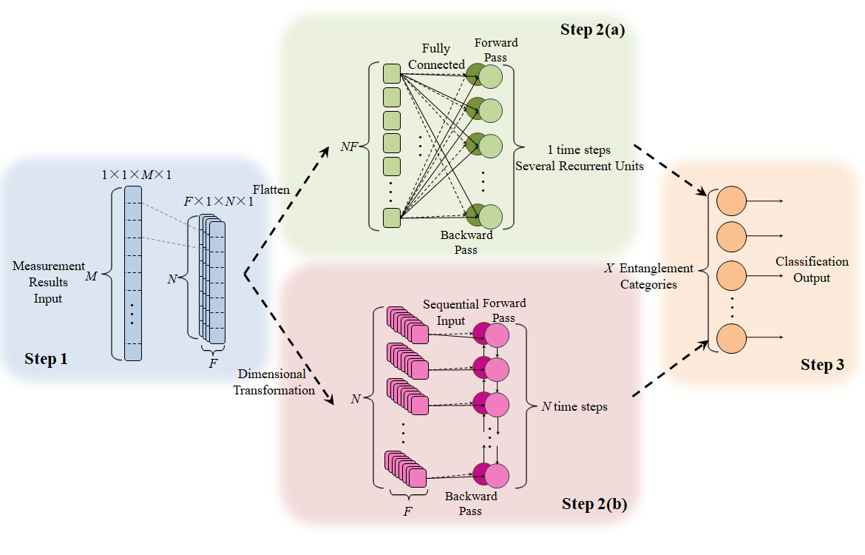 1×1×M×1
F×1×N×1
Measurement
Results
Input
M
N
F
Step 1
Flatten
Dimensional
Transformation
Step 2(a)
Fully
Connected
Forward
Pass
NF
1 time steps
Several Recurrent Units
Backward
Pass
Sequential
Input
Forward
Pass
N
N time steps
F
Backward
Pass
Step 2(b)
X Entanglement
Categories
Classification
Output
Step 3